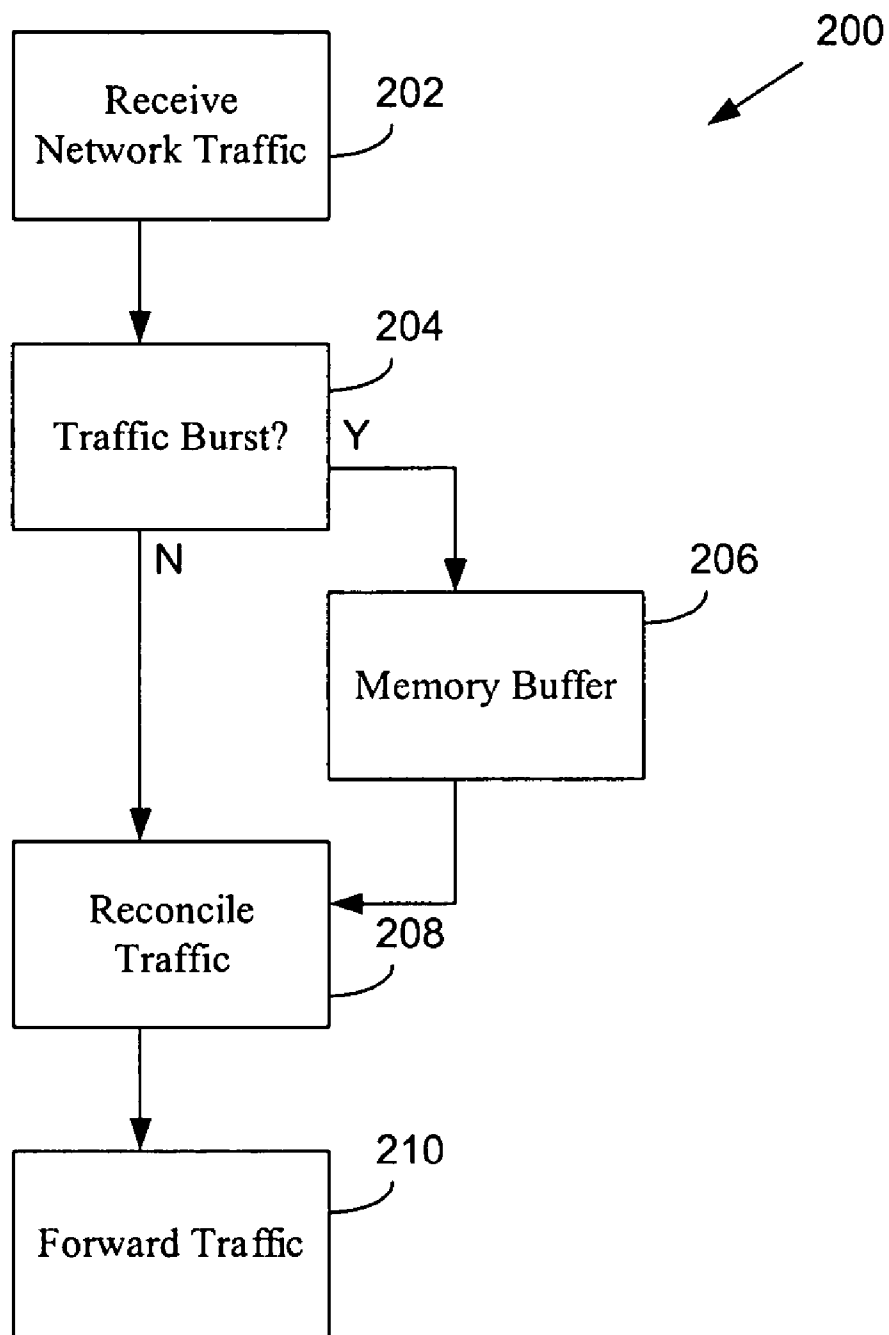 200
Receive
Network Traffic
202
204
Traffic Burst?
Y
N
206
Memory Buffer
Reconcile
Traffic
208
210
Forward Traffic